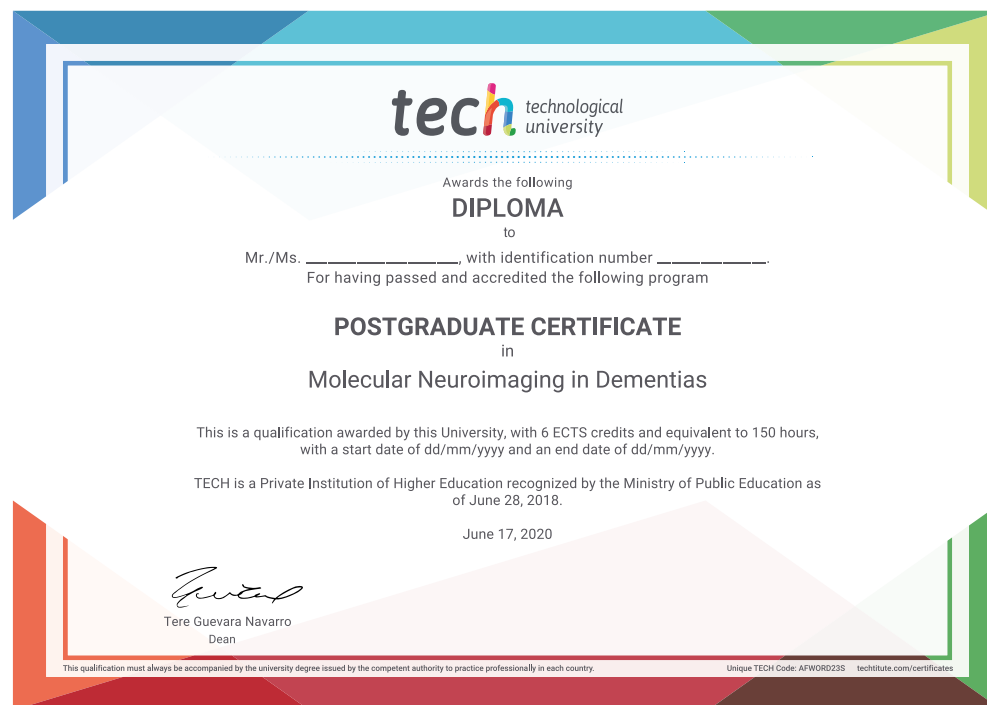 tech technological
university
Awards the following
DIPLOMA
to
Mr./Ms. ____________________, with identification number ______________.
For having passed and accredited the following program
POSTGRADUATE CERTIFICATE
in
Molecular Neuroimaging in Dementias
This is a qualification awarded by this University, with 6 ECTS credits and equivalent to 150 hours,
with a start date of dd/mm/yyyy and an end date of dd/mm/yyyy.
TECH is a Private Institution of Higher Education recognized by the Ministry of Public Education as
of June 28, 2018.
June 17, 2020
Tere Guevara Navarro
Dean
This qualification must always be accompanied by the university degree issued by the competent authority to practice professionally in each country.
Unique TECH Code: AFWORD23S techtitute.com/certificates